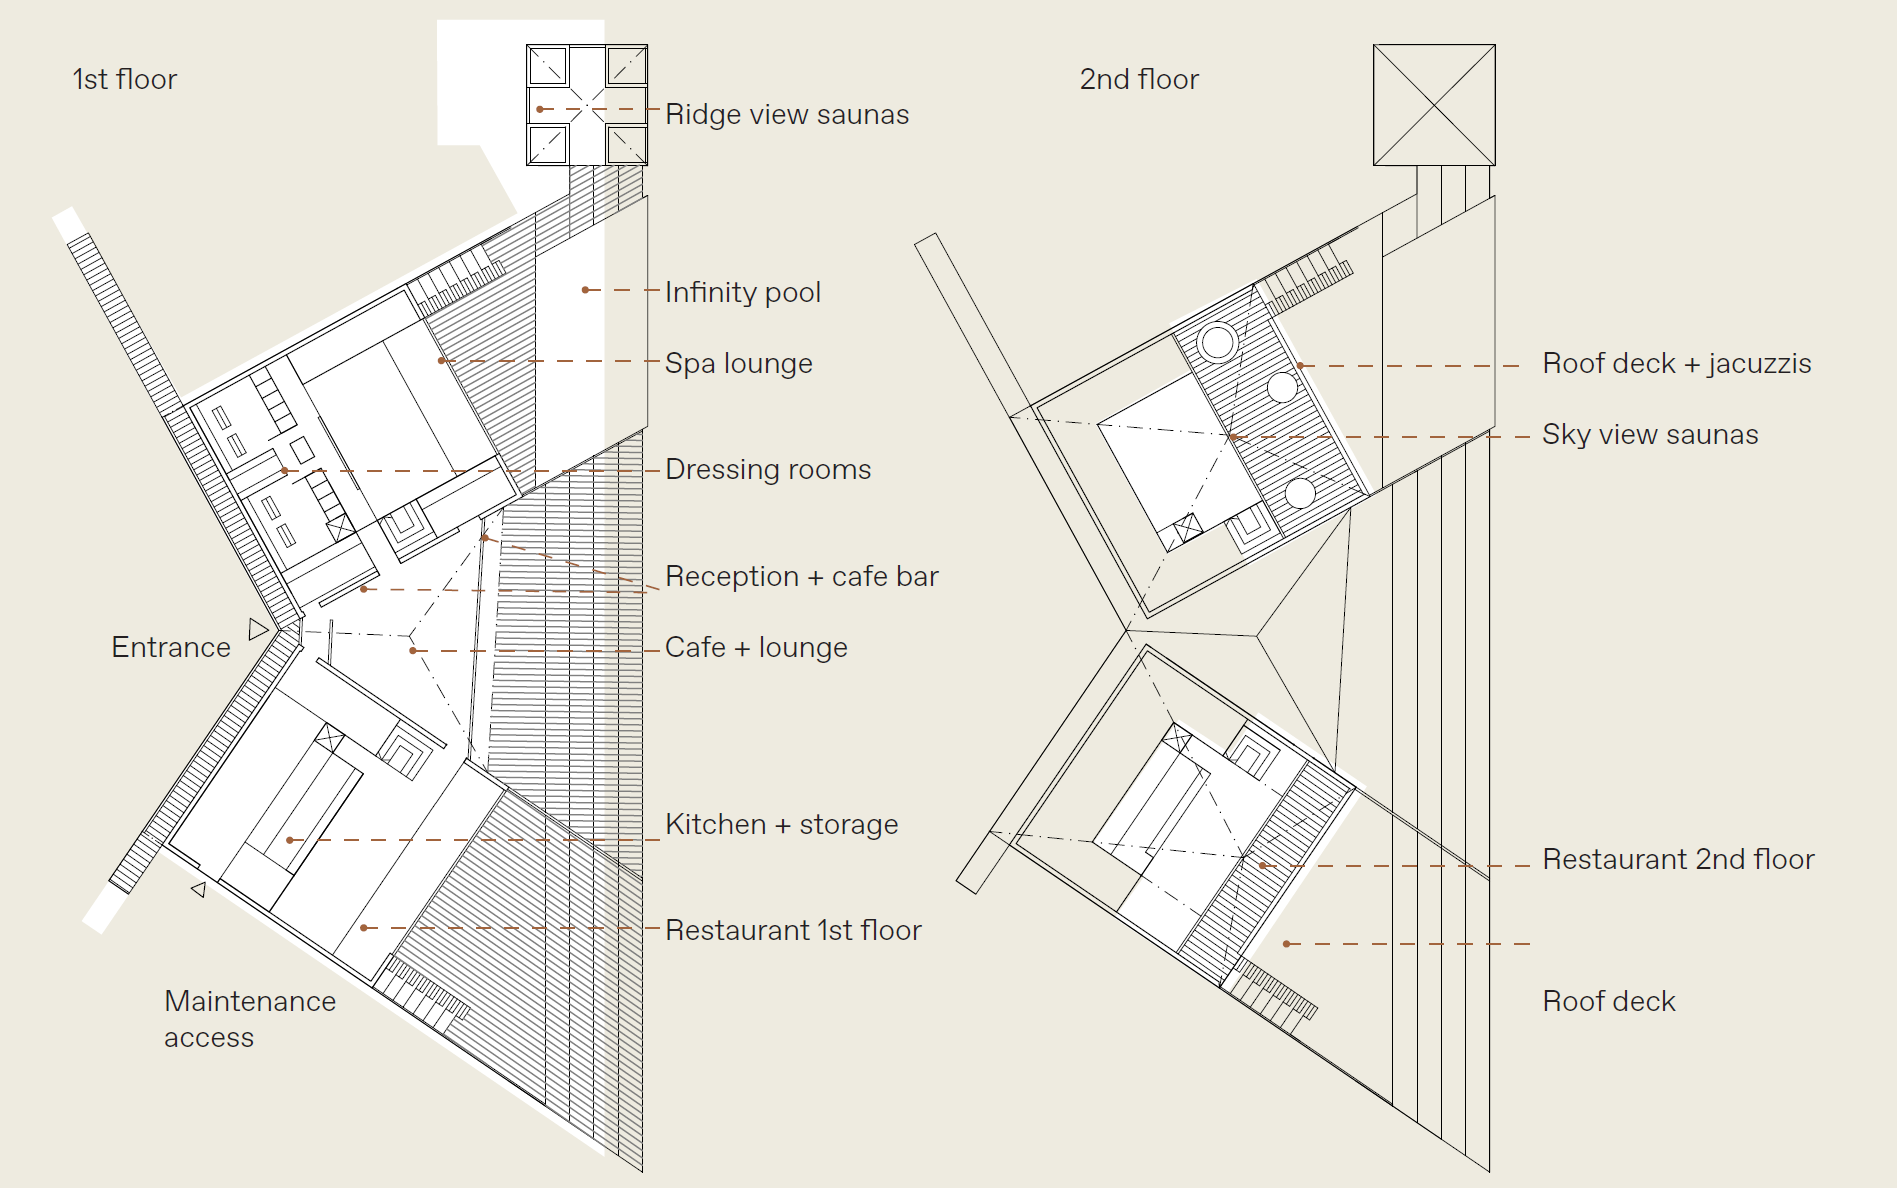 1st floor
Ridge view saunas
Infinity pool
Spa lounge
Dressing rooms
Reception + cafe bar
Entrance
Cafe + lounge
Kitchen + storage
Restaurant 1st floor
Maintenance
access
2nd floor
Roof deck + jacuzzis
Sky view saunas
Restaurant 2nd floor
Roof deck